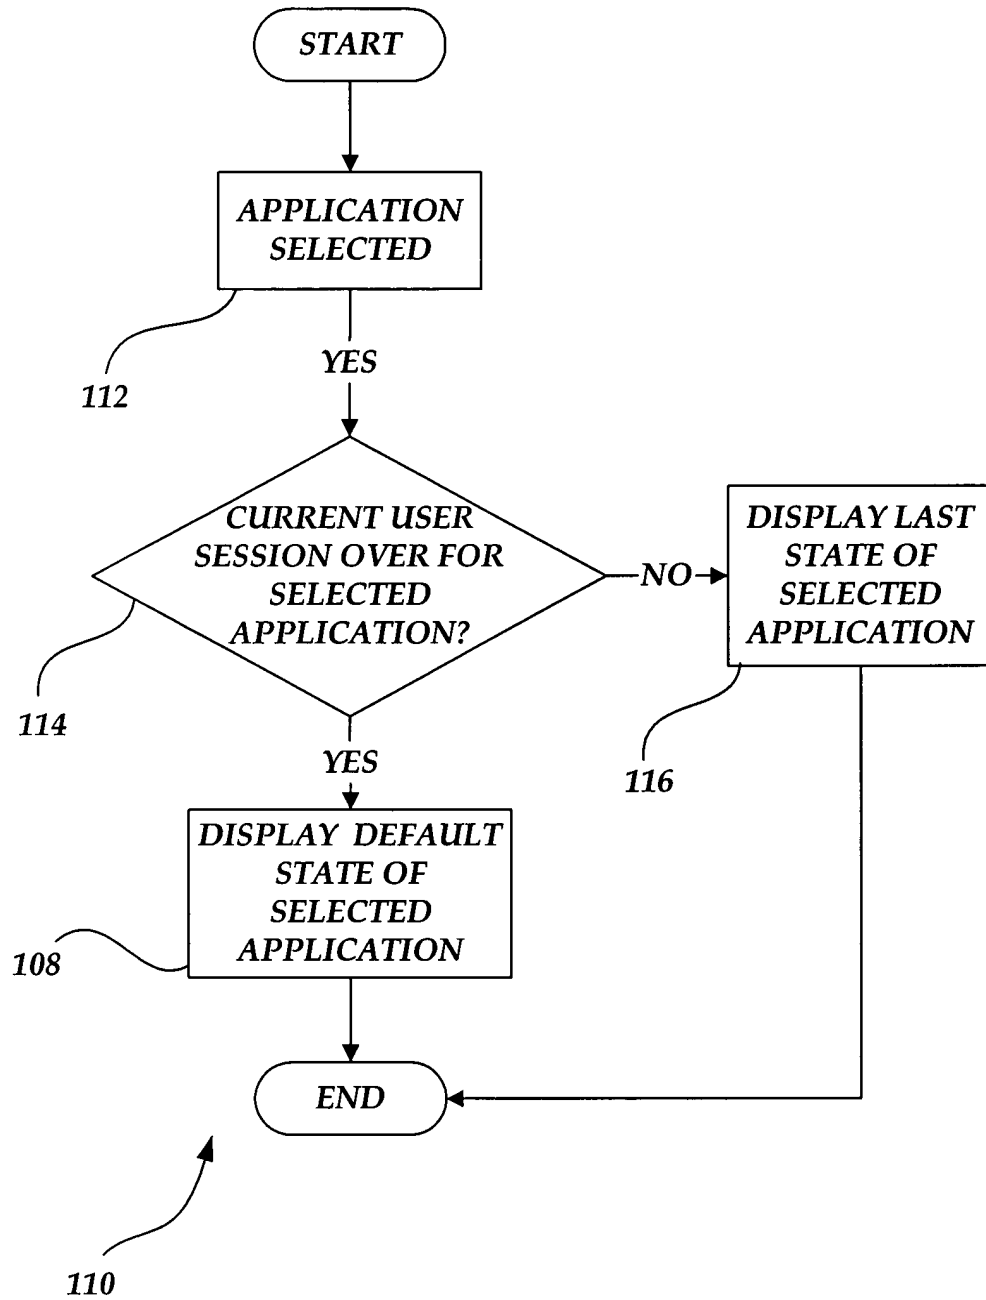 START
APPLICATION
SELECTED
112
YES
CURRENT USER
SESSION OVER FOR
SELECTED
APPLICATION?
114
NO
DISPLAY LAST
STATE OF
SELECTED
APPLICATION
116
YES
DISPLAY DEFAULT
STATE OF
SELECTED
APPLICATION
108
END
110